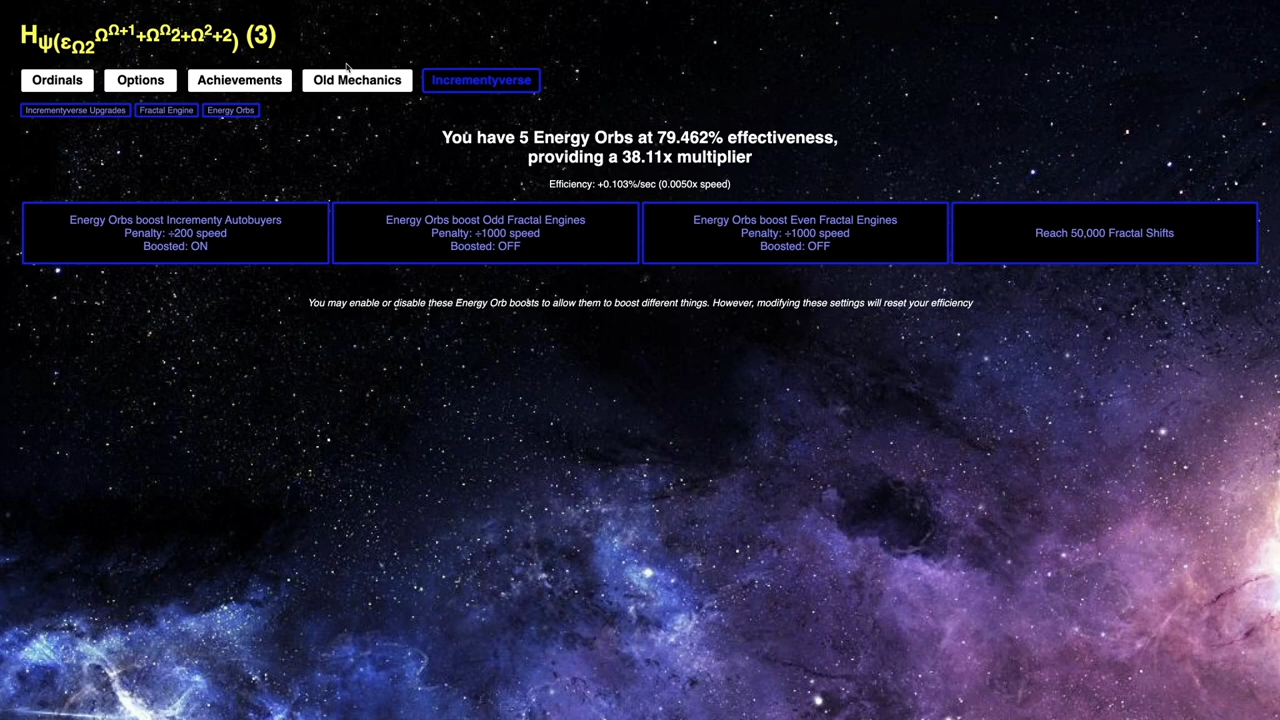 H_ψ(ε_Ω2^Ω^Ω+1+Ω^Ω2+Ω^2+2) (3)
Ordinals Options Achievements Old Mechanics Incrementyverse
Incrementyverse Upgrades Fractal Engine Energy Orbs
You have 5 Energy Orbs at 79.462% effectiveness,
providing a 38.11x multiplier
Efficiency: +0.103%/sec (0.0050x speed)
Energy Orbs boost Incrementy Autobuyers
Penalty: ÷200 speed
Boosted: ON
Energy Orbs boost Odd Fractal Engines
Penalty: ÷1000 speed
Boosted: OFF
Energy Orbs boost Even Fractal Engines
Penalty: ÷1000 speed
Boosted: OFF
Reach 50,000 Fractal Shifts
You may enable or disable these Energy Orb boosts to allow them to boost different things. However, modifying these settings will reset your efficiency